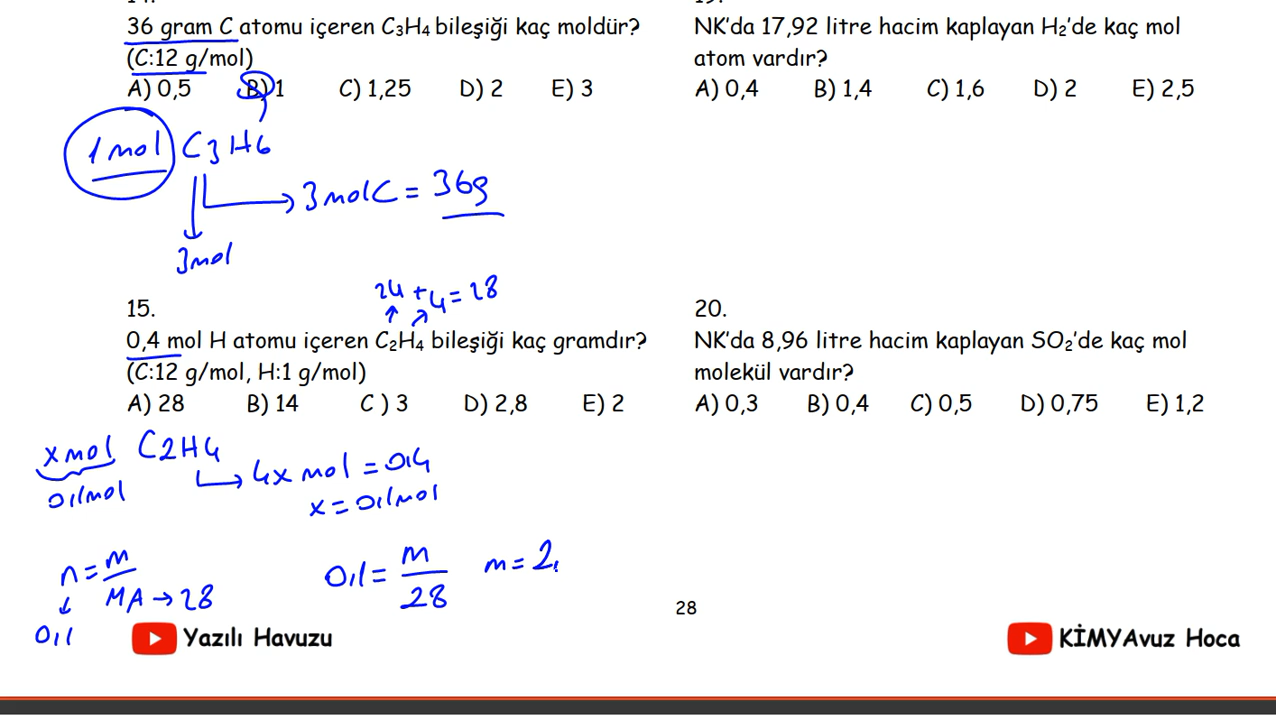 36 gram C atomu içeren C₃H₄ bileşiği kaç moldür?
(C:12 g/mol)
A) 0,5 B) 1 C) 1,25 D) 2 E) 3
1 mol C3H6
3 mol C = 36g
3 mol
24 + 4 = 28
15.
0,4 mol H atomu içeren C₂H₄ bileşiği kaç gramdır?
(C:12 g/mol, H:1 g/mol)
A) 28 B) 14 C ) 3 D) 2,8 E) 2
x mol C2H4
0,1 mol
4x mol = 0,4
x = 0,1 mol
n = m / MA → 28
0,1
0,1 = m / 28 m = 2,
NK'da 17,92 litre hacim kaplayan H₂'de kaç mol
atom vardır?
A) 0,4 B) 1,4 C) 1,6 D) 2 E) 2,5
20.
NK'da 8,96 litre hacim kaplayan SO₂'de kaç mol
molekül vardır?
A) 0,3 B) 0,4 C) 0,5 D) 0,75 E) 1,2
28
Yazılı Havuzu
KİMYAvuz Hoca